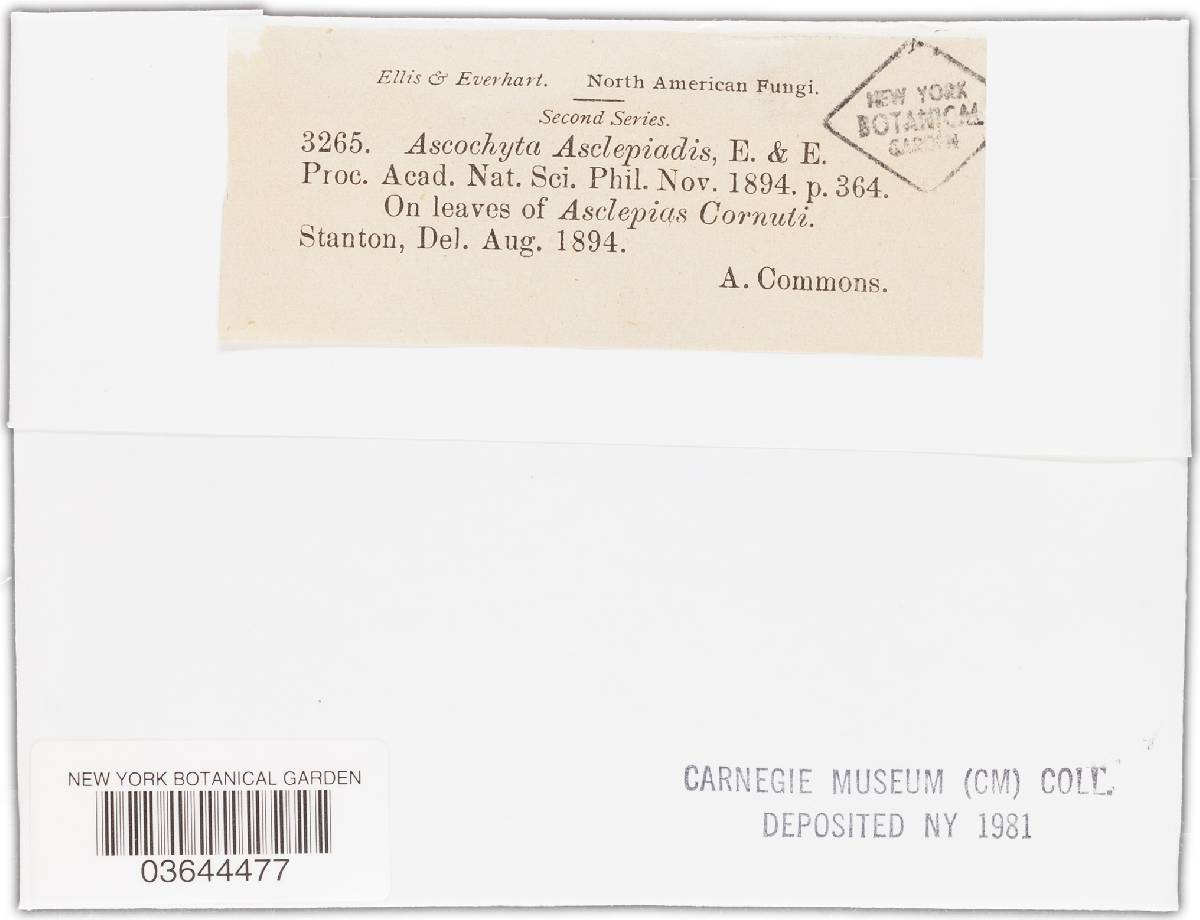 Ellis & Everhart. North American Fungi.
Second Series.
3265. Ascochyta Asclepiadis, E. & E.
Proc. Acad. Nat. Sci. Phil. Nov. 1894. p. 364.
On leaves of Asclepias Cornuti.
Stanton, Del. Aug. 1894.
A. Commons.
NEW YORK
BOTANICAL
GARDEN
NEW YORK BOTANICAL GARDEN
03644477
CARNEGIE MUSEUM (CM) COLL.
DEPOSITED NY 1981